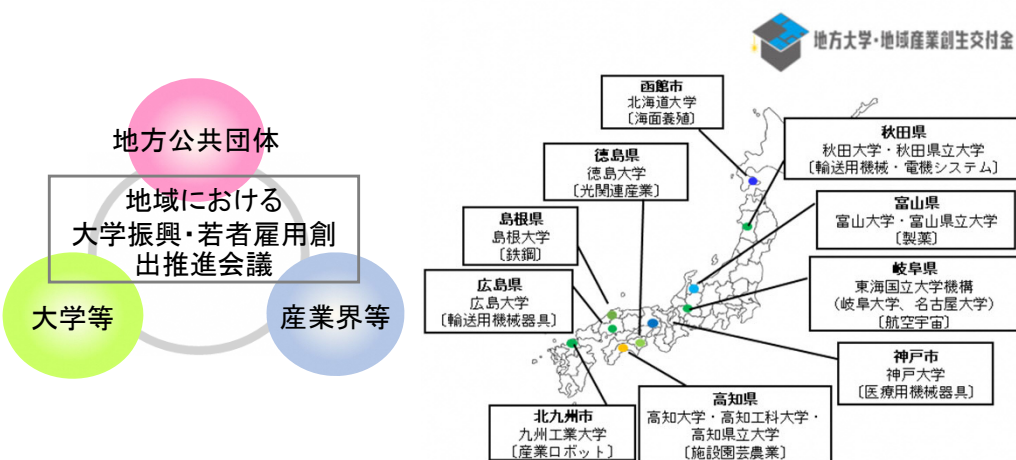 地方公共団体
地域における
大学振興・若者雇用創
出推進会議
大学等
産業界等
地方大学・地域産業創生交付金
函館市
北海道大学
〔海面養殖〕
秋田県
秋田大学・秋田県立大学
〔輸送用機械・電機システム〕
徳島県
徳島大学
〔光関連産業〕
富山県
富山大学・富山県立大学
〔製薬〕
島根県
島根大学
〔鉄鋼〕
岐阜県
東海国立大学機構
(岐阜大学、名古屋大学)
〔航空宇宙〕
広島県
広島大学
〔輸送用機械器具〕
神戸市
神戸大学
〔医療用機械器具〕
高知県
高知大学・高知工科大学・
高知県立大学
〔施設園芸農業〕
北九州市
九州工業大学
〔産業ロボット〕